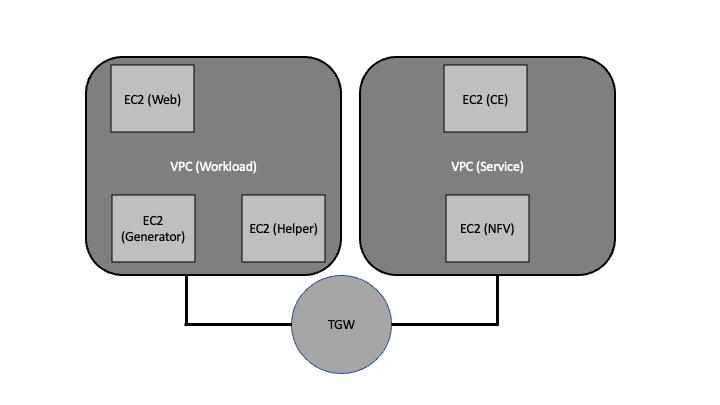 EC2 (Web)
EC2 (CE)
VPC (Workload)
VPC (Service)
EC2
(Generator)
EC2 (Helper)
EC2 (NFV)
TGW